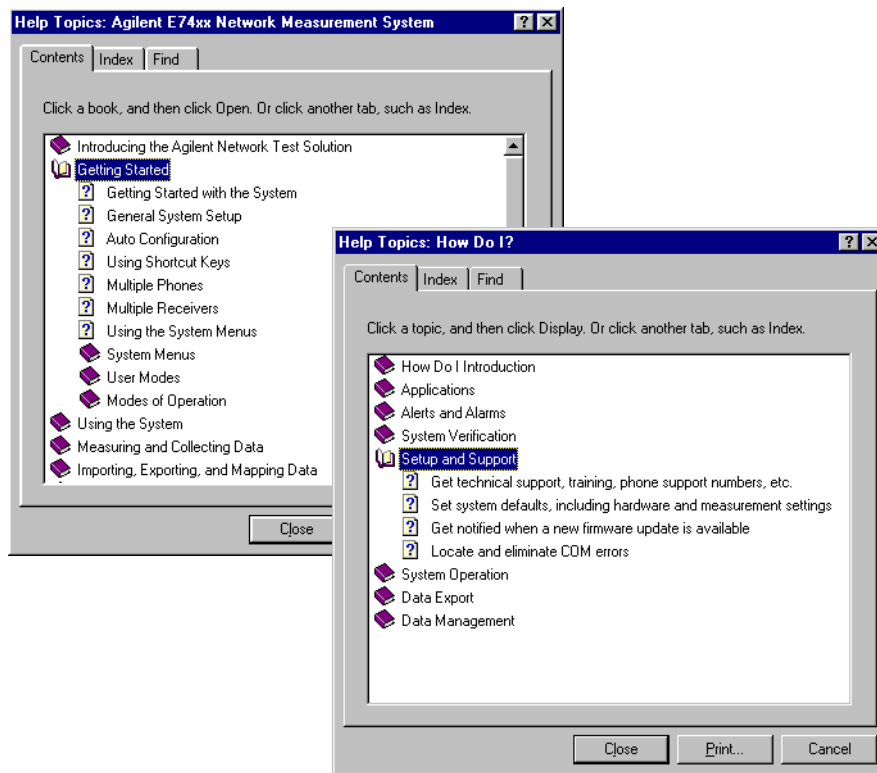 Help Topics: Agilent E74xx Network Measurement System
Contents Index Find
Click a book, and then click Open. Or click another tab, such as Index.
Introducing the Agilent Network Test Solution
Getting Started
Getting Started with the System
General System Setup
Auto Configuration
Using Shortcut Keys
Multiple Phones
Multiple Receivers
Using the System Menus
System Menus
User Modes
Modes of Operation
Using the System
Measuring and Collecting Data
Importing, Exporting, and Mapping Data
Close
Help Topics: How Do I?
Contents Index Find
Click a topic, and then click Display. Or click another tab, such as Index.
How Do I Introduction
Applications
Alerts and Alarms
System Verification
Setup and Support
Get technical support, training, phone support numbers, etc.
Set system defaults, including hardware and measurement settings
Get notified when a new firmware update is available
Locate and eliminate COM errors
System Operation
Data Export
Data Management
Close Print... Cancel